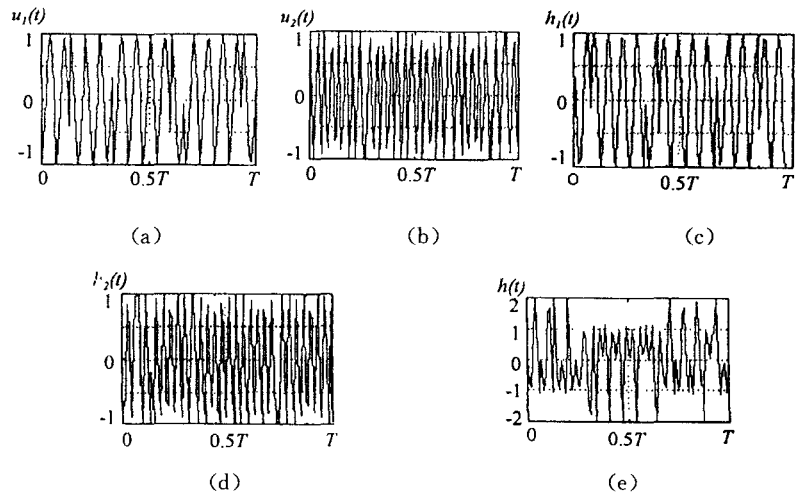 u₁(t)
1
0
-1
0 0.5T T
(a)
u₂(t)
1
0
-1
0 0.5T T
(b)
h₁(t)
1
0
-1
0 0.5T T
(c)
h₂(t)
1
0
-1
0 0.5T T
(d)
h(t)
2
1
0
-1
-2
0 0.5T T
(e)